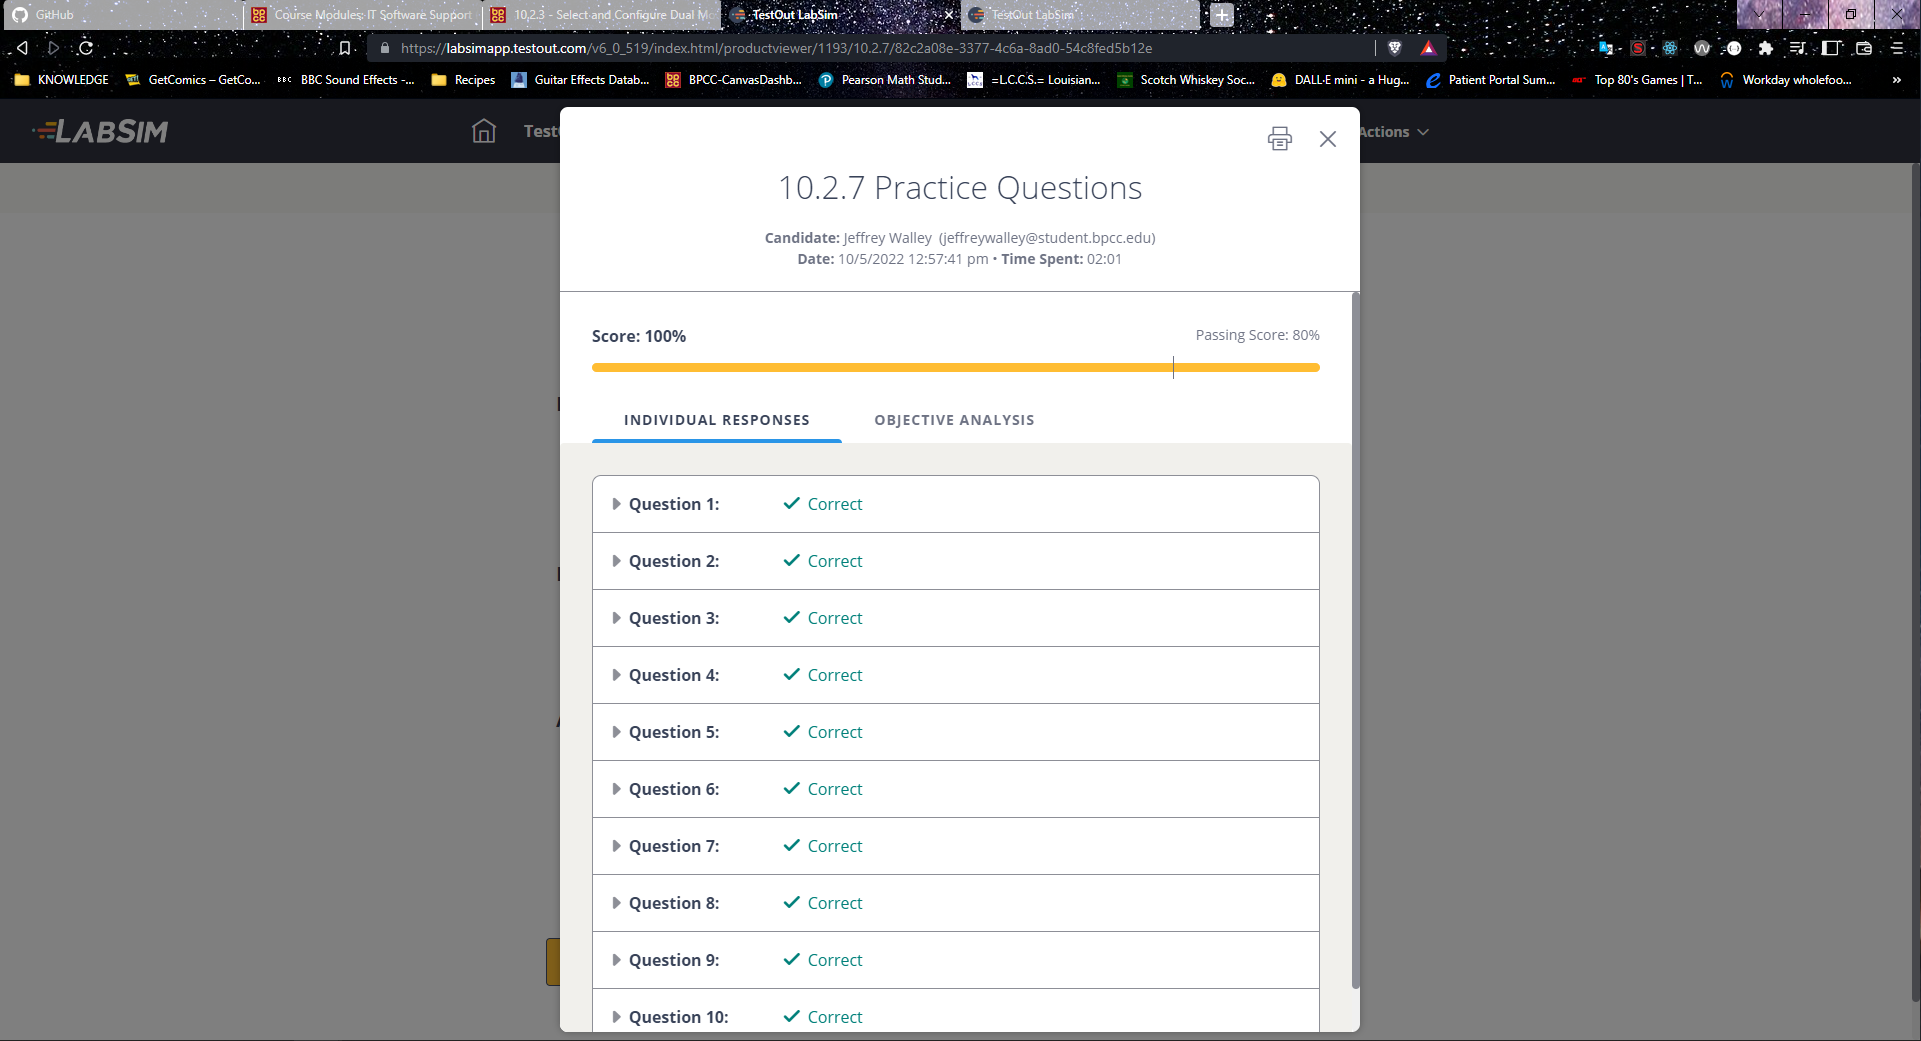 GitHub
Course Modules: IT Software Support
10.2.3 - Select and Configure Dual Mo
TestOut LabSim
TestOut LabSim
https://labsimapp.testout.com/v6_0_519/index.html/productviewer/1193/10.2.7/82c2a08e-3377-4c6a-8ad0-54c8fed5b12e
KNOWLEDGE
GetComics – GetCo...
BBC Sound Effects -...
Recipes
Guitar Effects Datab...
BPCC-CanvasDashb...
Pearson Math Stud...
=L.C.C.S.= Louisian...
Scotch Whiskey Soc...
DALL·E mini - a Hug...
Patient Portal Sum...
Top 80's Games | T...
Workday wholefoo...
»
LABSIM
Test
Actions
10.2.7 Practice Questions
Candidate: Jeffrey Walley (jeffreywalley@student.bpcc.edu)
Date: 10/5/2022 12:57:41 pm • Time Spent: 02:01
Score: 100%
Passing Score: 80%
INDIVIDUAL RESPONSES
OBJECTIVE ANALYSIS
Question 1: Correct
Question 2: Correct
Question 3: Correct
Question 4: Correct
Question 5: Correct
Question 6: Correct
Question 7: Correct
Question 8: Correct
Question 9: Correct
Question 10: Correct